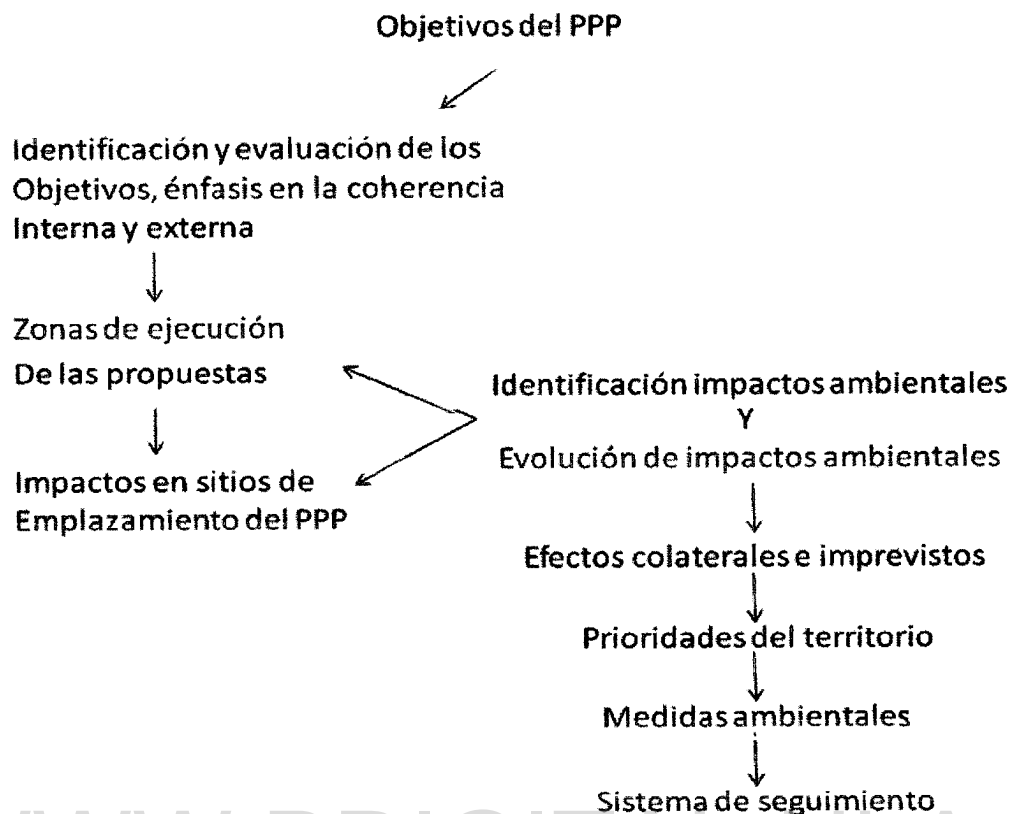 Objetivos del PPP
Identificación y evaluación de los
Objetivos, énfasis en la coherencia
Interna y externa
Zonas de ejecución
De las propuestas
Impactos en sitios de
Emplazamiento del PPP
Identificación impactos ambientales
Y
Evolución de impactos ambientales
Efectos colaterales e imprevistos
Prioridades del territorio
Medidas ambientales
Sistema de seguimiento